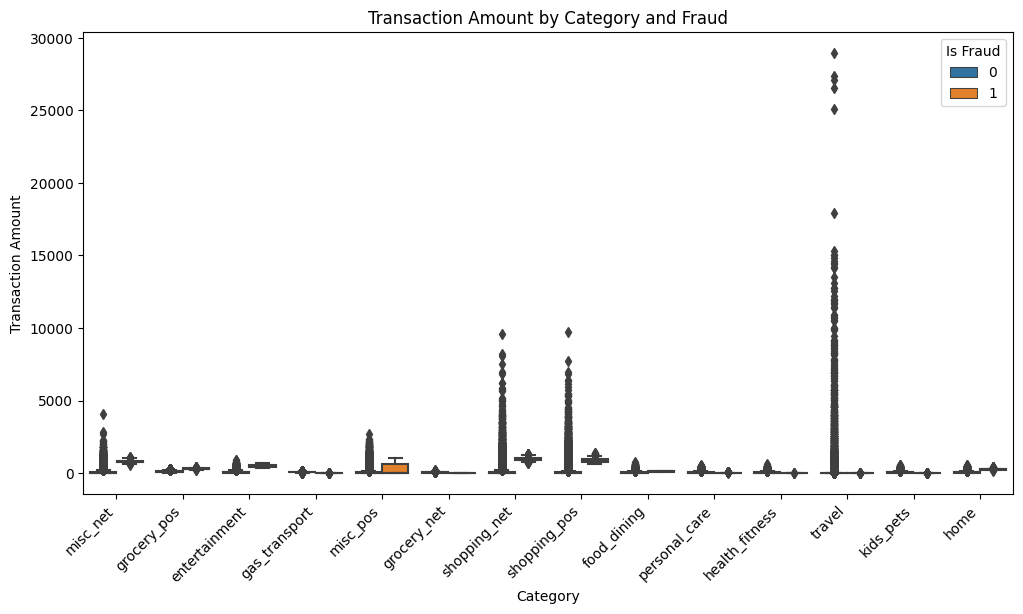 Transaction Amount by Category and Fraud
30000
25000
20000
15000
10000
5000
0
Transaction Amount
Is Fraud
0
1
misc_net
grocery_pos
entertainment
gas_transport
misc_pos
grocery_net
shopping_net
shopping_pos
food_dining
personal_care
health_fitness
travel
kids_pets
home
Category